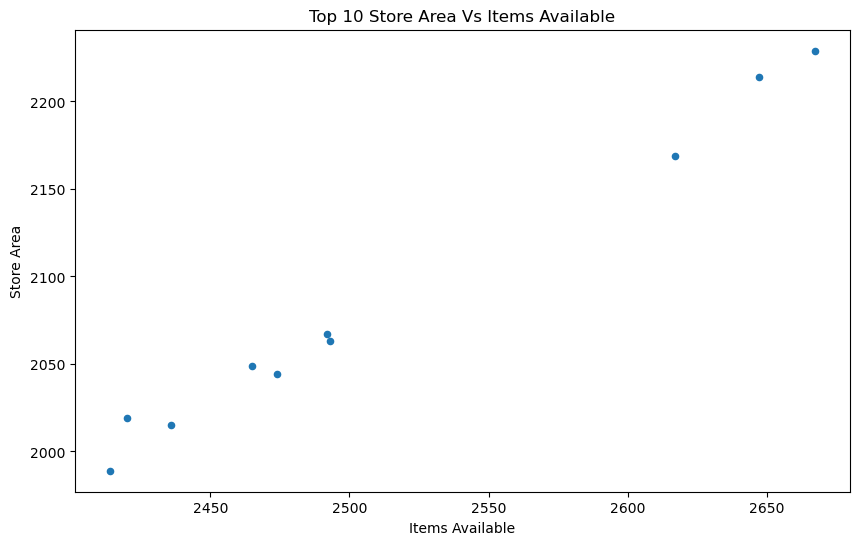 Top 10 Store Area Vs Items Available
2200
2150
2100
2050
2000
Store Area
2450 2500 2550 2600 2650
Items Available